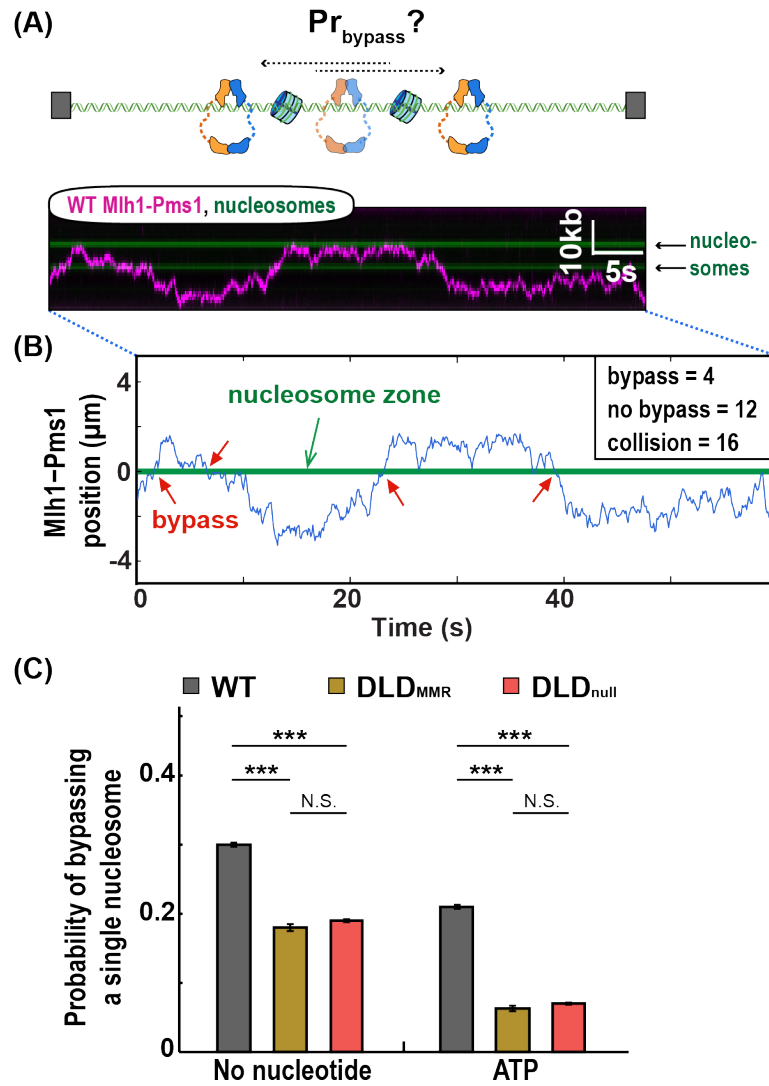 (A)
Pr_bypass?
WT Mlh1-Pms1, nucleosomes
10kb
5s
nucleo-
somes
(B)
Mlh1–Pms1
position (μm)
4
0
-4
nucleosome zone
bypass
bypass = 4
no bypass = 12
collision = 16
0
20
40
Time (s)
(C)
WT
DLDMMR
DLDnull
Probability of bypassing
a single nucleosome
0.4
0.2
0
***
***
N.S.
***
***
N.S.
No nucleotide
ATP